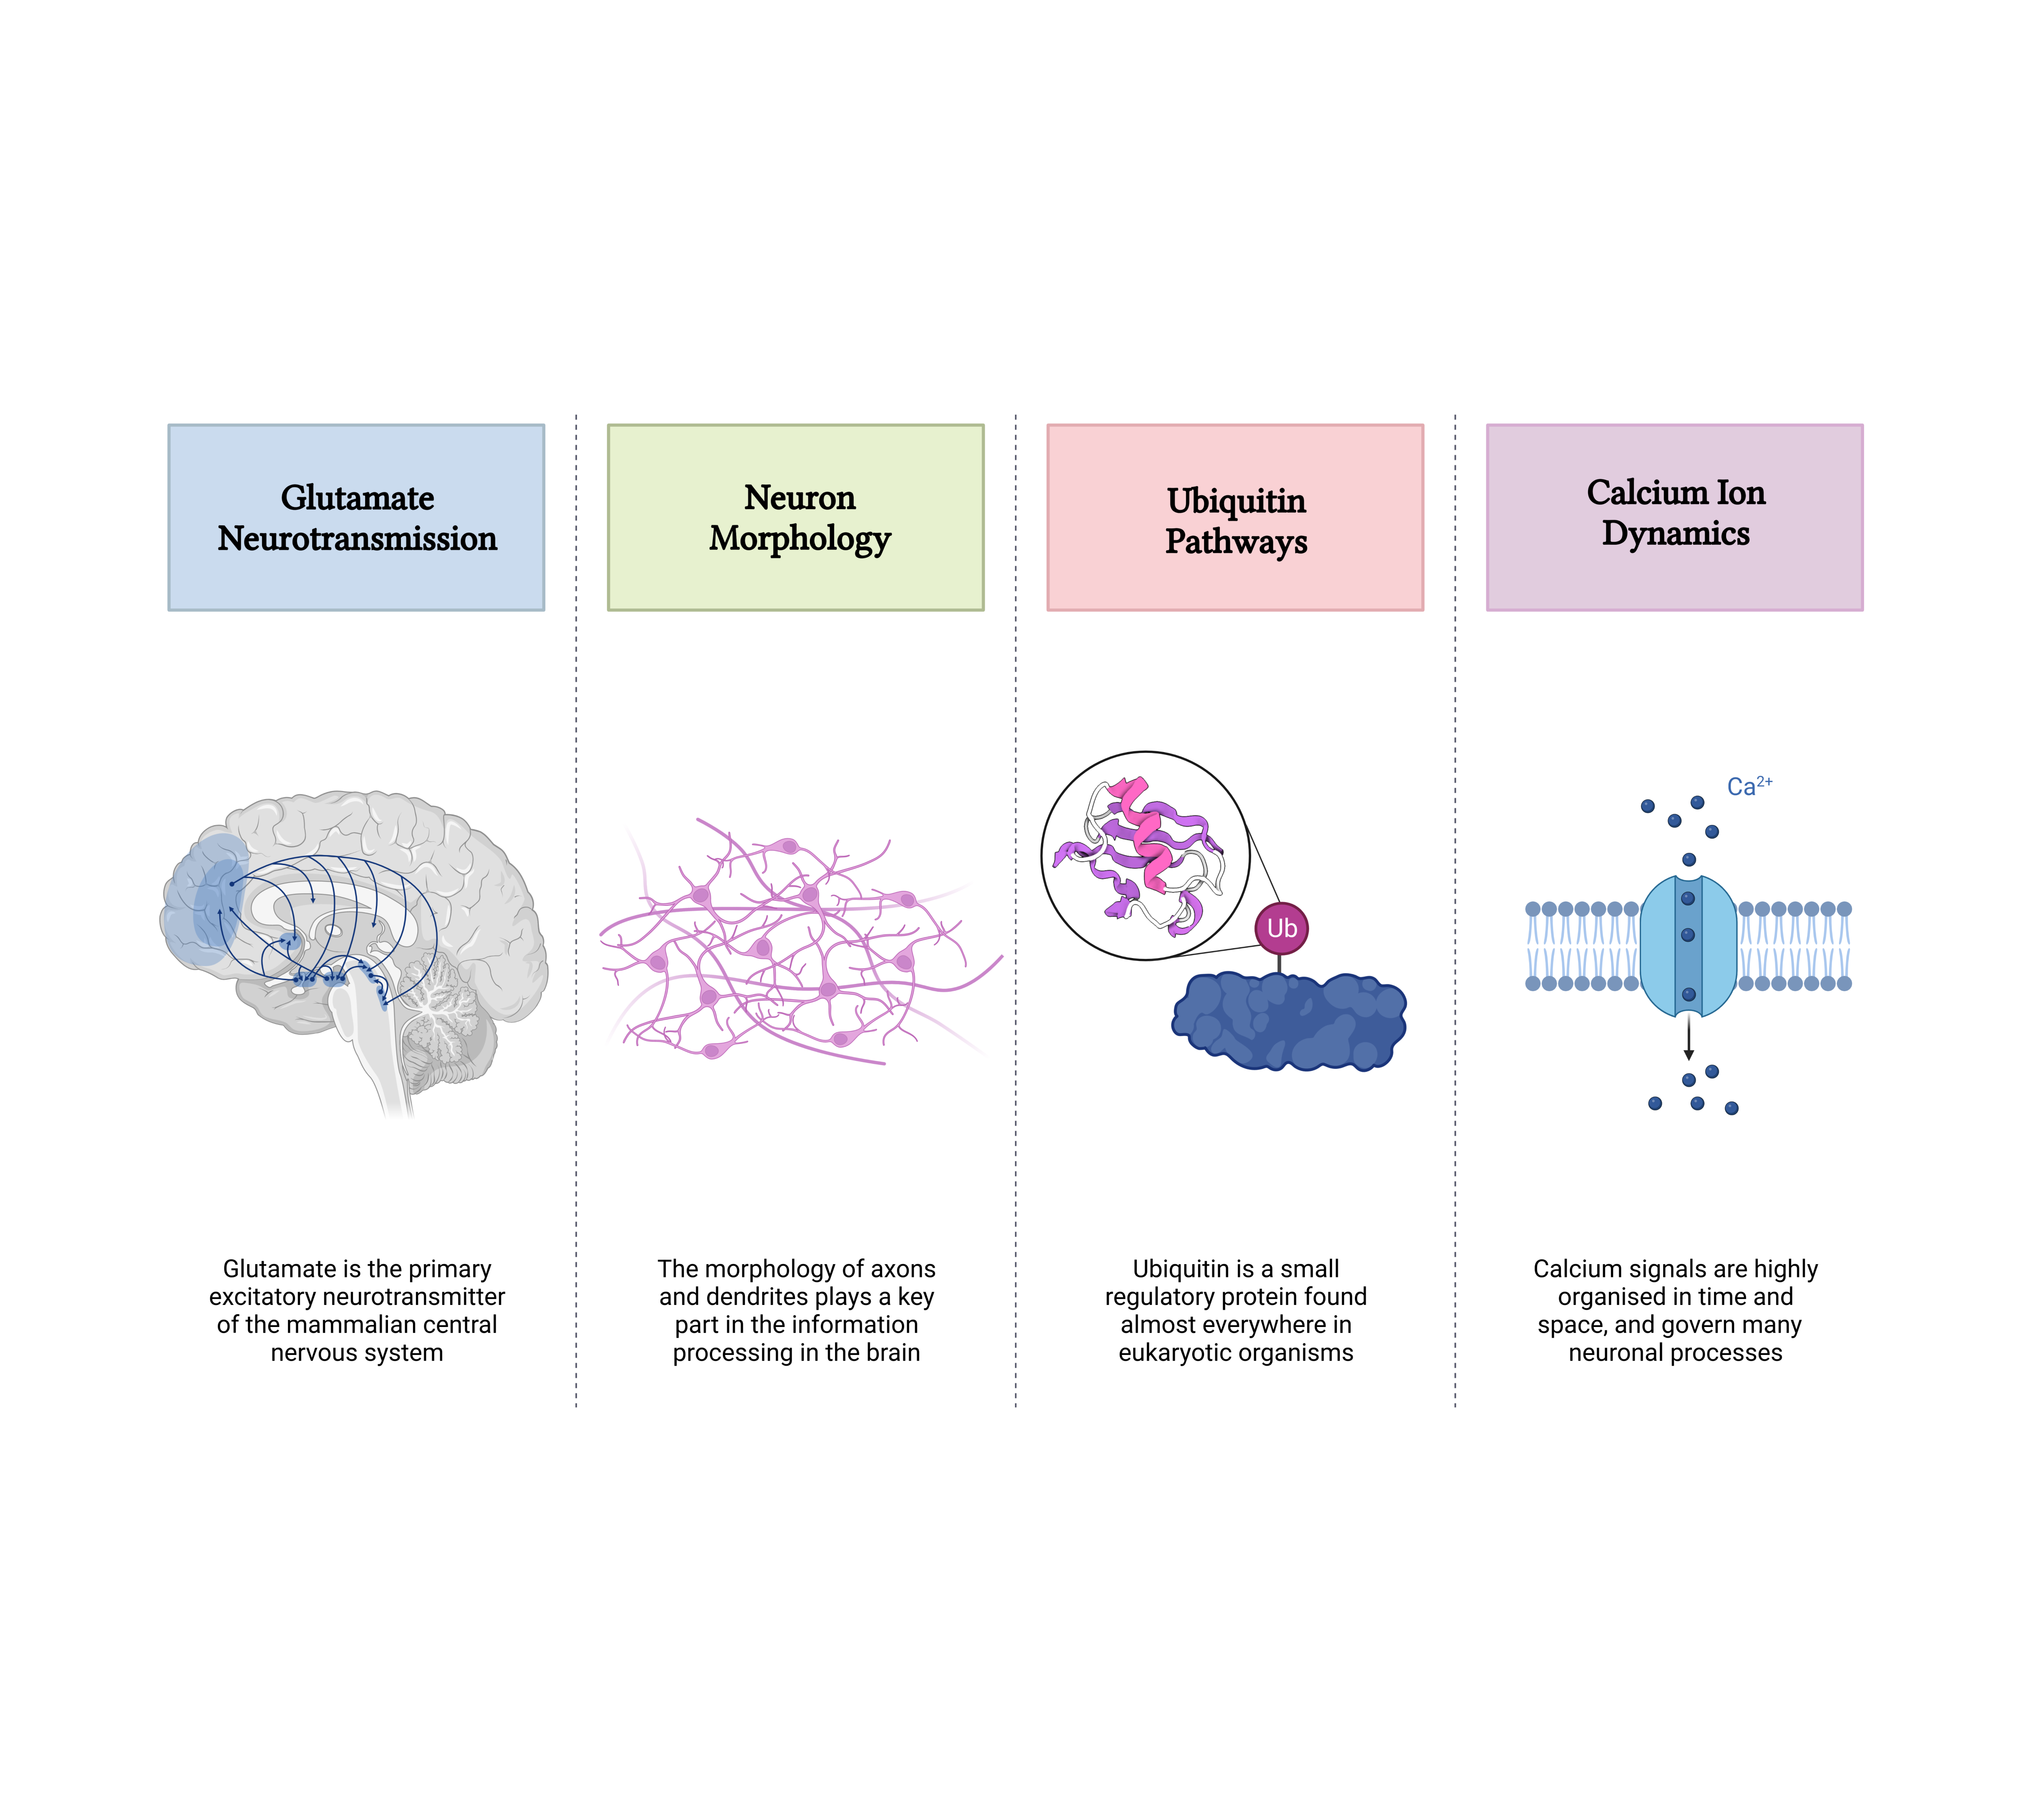 Glutamate
Neurotransmission
Neuron
Morphology
Ubiquitin
Pathways
Calcium Ion
Dynamics
Ca²⁺
Ub
Glutamate is the primary
excitatory neurotransmitter
of the mammalian central
nervous system
The morphology of axons
and dendrites plays a key
part in the information
processing in the brain
Ubiquitin is a small
regulatory protein found
almost everywhere in
eukaryotic organisms
Calcium signals are highly
organised in time and
space, and govern many
neuronal processes